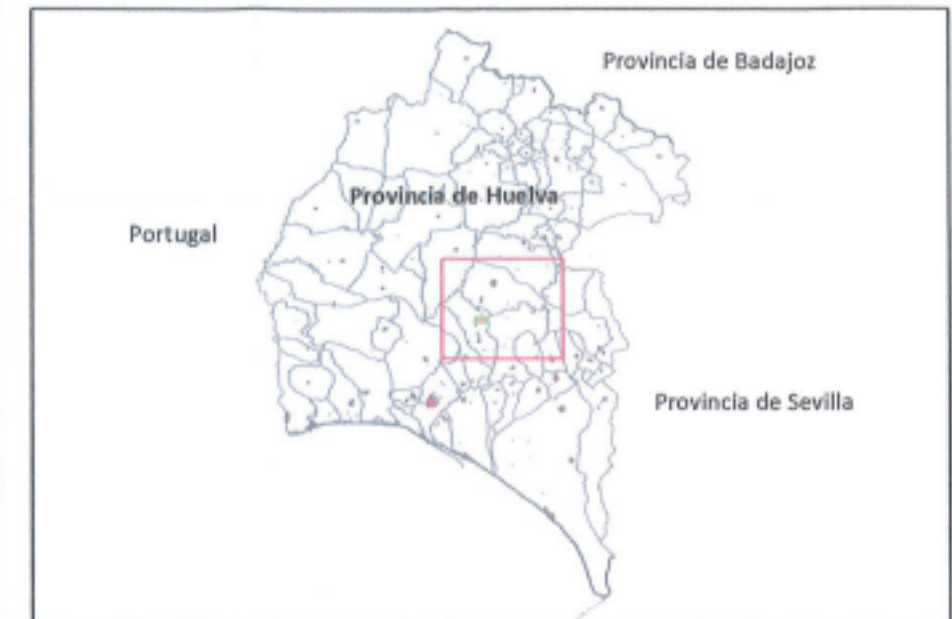 Provincia de Badajoz
Provincia de Huelva
Portugal
Provincia de Sevilla